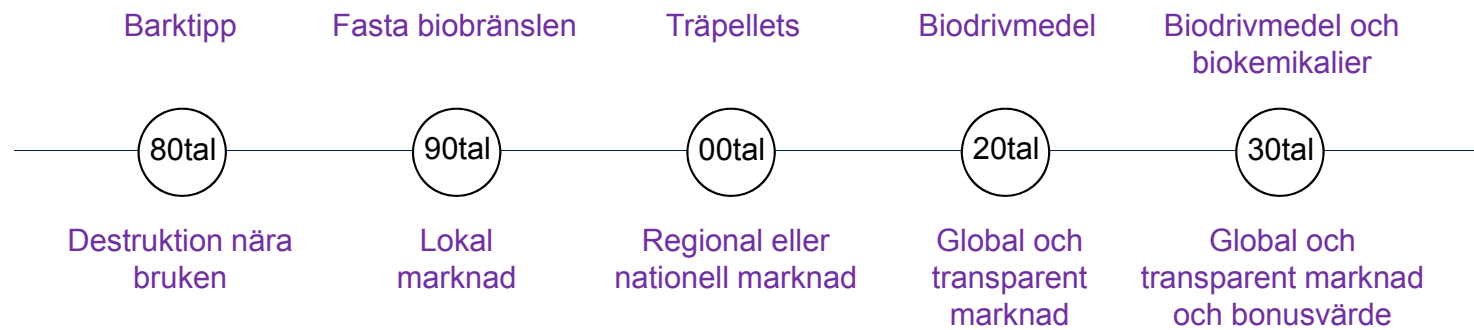 Barktipp
Fasta biobränslen
Träpellets
Biodrivmedel
Biodrivmedel och
biokemikalier
80tal
90tal
00tal
20tal
30tal
Destruktion nära
bruken
Lokal
marknad
Regional eller
nationell marknad
Global och
transparent
marknad
Global och
transparent marknad
och bonusvärde